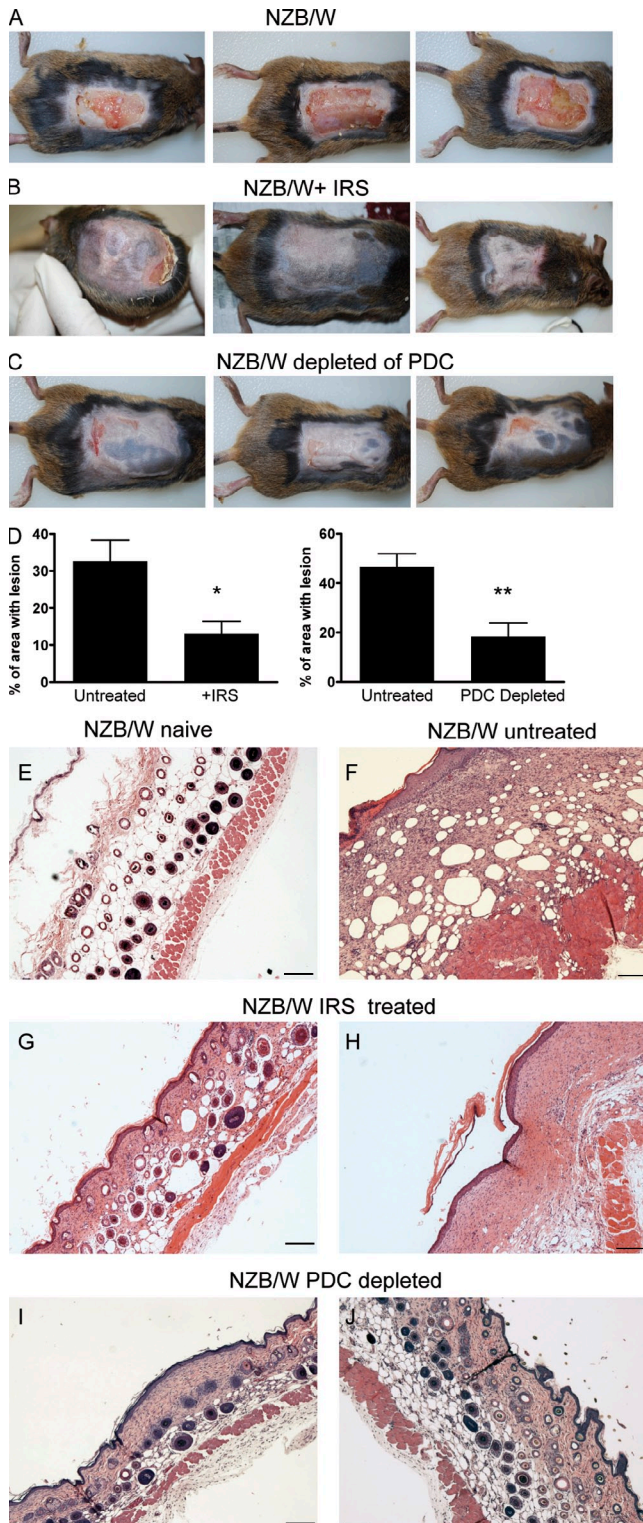 A
NZB/W
B
NZB/W+ IRS
C
NZB/W depleted of PDC
D
% of area with lesion
40
30
20
10
0
*
Untreated
+IRS
% of area with lesion
60
40
20
0
**
Untreated
PDC Depleted
NZB/W naive
NZB/W untreated
E
F
NZB/W IRS treated
G
H
NZB/W PDC depleted
I
J